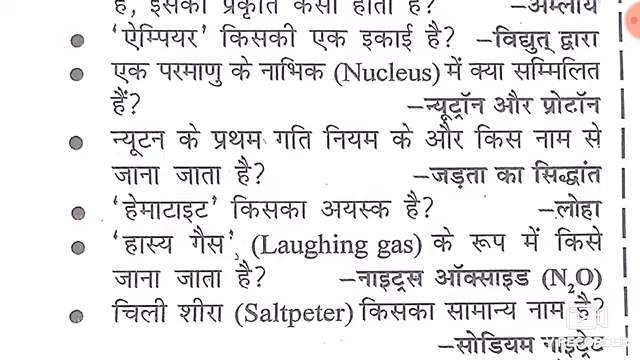 है, इसकी प्रकृति कैसी होती है? –अम्लीय
• 'ऐम्पियर' किसकी एक इकाई है? –विद्युत् द्वारा
• एक परमाणु के नाभिक (Nucleus) में क्या सम्मिलित
हैं? –न्यूट्रॉन और प्रोटॉन
• न्यूटन के प्रथम गति नियम के और किस नाम से
जाना जाता है? –जड़ता का सिद्धांत
• 'हेमाटाइट' किसका अयस्क है? –लोहा
• 'हास्य गैस' (Laughing gas) के रूप में किसे
जाना जाता है? –नाइट्रस ऑक्साइड (N₂O)
• चिली शीरा (Saltpeter) किसका सामान्य नाम है?
–सोडियम नाइट्रेट